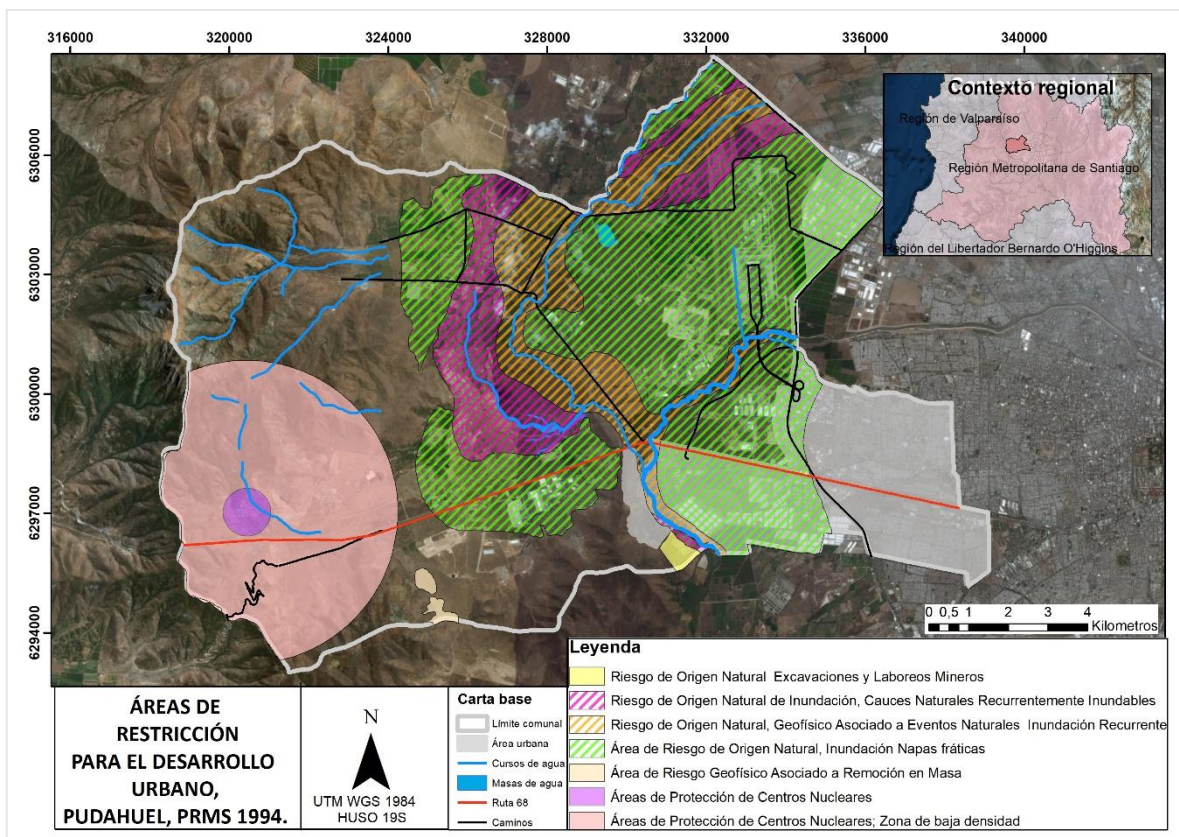 316000 320000 324000 328000 332000 336000 340000
6306000
6303000
6300000
6297000
6294000
Contexto regional
Región de Valparaíso
Región Metropolitana de Santiago
Región del Libertador Bernardo O'Higgins
0 0,5 1 2 3 4
Kilometros
ÁREAS DE
RESTRICCIÓN
PARA EL DESARROLLO
URBANO,
PUDAHUEL, PRMS 1994.
N
UTM WGS 1984
HUSO 19S
Carta base
Límite comunal
Área urbana
Cursos de agua
Masas de agua
Ruta 68
Caminos
Leyenda
Riesgo de Origen Natural Excavaciones y Laboreos Mineros
Riesgo de Origen Natural de Inundación, Cauces Naturales Recurrentemente Inundables
Riesgo de Origen Natural, Geofísico Asociado a Eventos Naturales Inundación Recurrente
Área de Riesgo de Origen Natural, Inundación Napas fráticas
Área de Riesgo Geofísico Asociado a Remoción en Masa
Áreas de Protección de Centros Nucleares
Áreas de Protección de Centros Nucleares; Zona de baja densidad